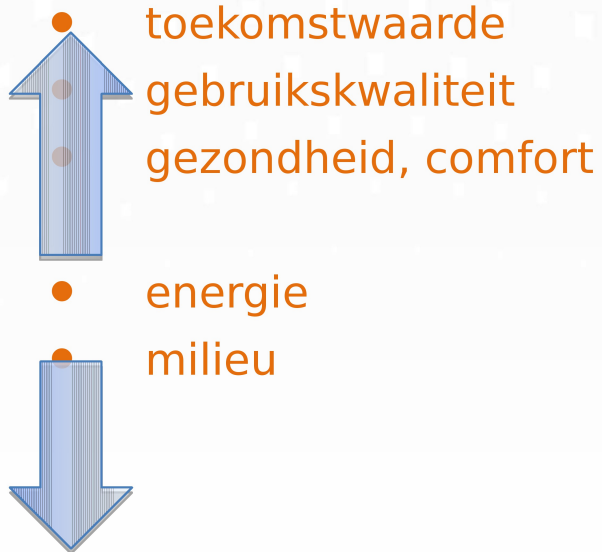 toekomstwaarde
gebruikskwaliteit
gezondheid, comfort
energie
milieu